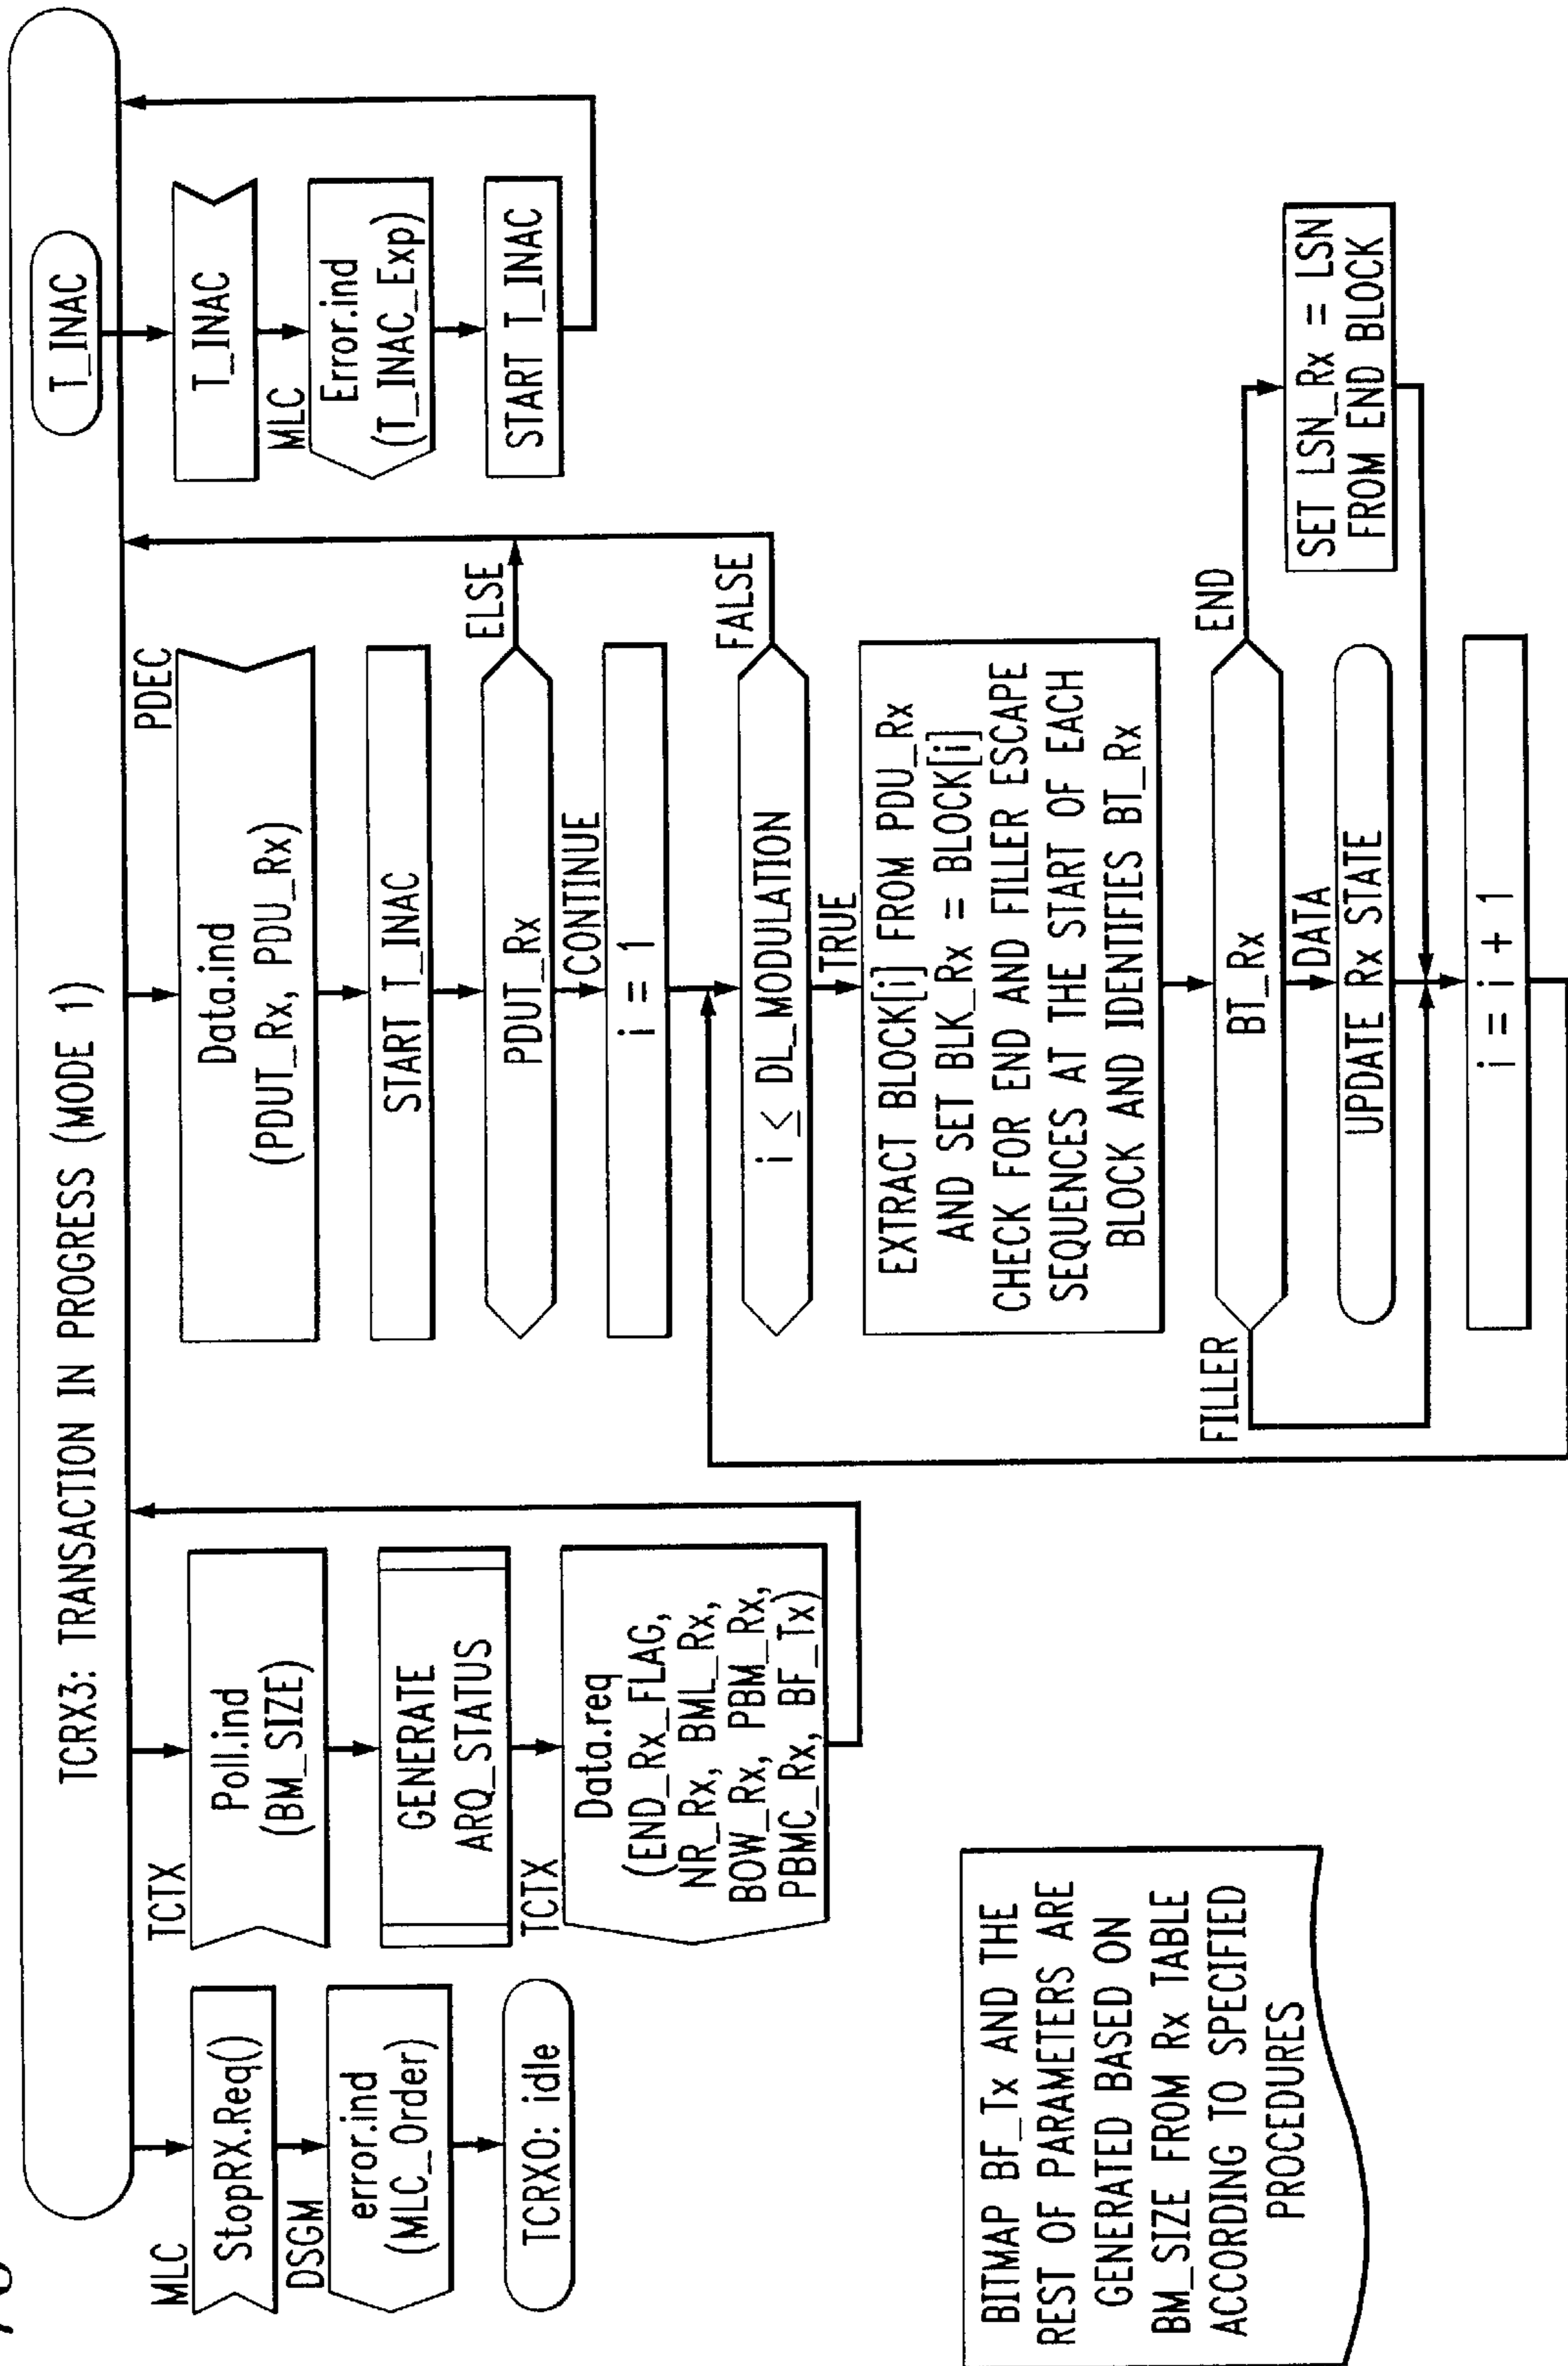 TCRX3: TRANSACTION IN PROGRESS (MODE 1)
T_INAC
MLC
StopRX.Req()
DSGM
error.ind
(MLC_Order)
TCRX0: idle
TCTX
Poll.ind
(BM_SIZE)
GENERATE
ARQ_STATUS
TCTX
Data.req
(END_Rx_FLAG,
NR_Rx, BML_Rx,
BOW_Rx, PBM_Rx,
PBMC_Rx, BF_Tx)
PDEC
Data.ind
(PDUT_Rx, PDU_Rx)
START T_INAC
PDUT_Rx
ELSE
CONTINUE
i = 1
i ≤ DL_MODULATION
FALSE
TRUE
EXTRACT BLOCK[i] FROM PDU_Rx
AND SET BLK_Rx = BLOCK[i]
CHECK FOR END AND FILLER ESCAPE
SEQUENCES AT THE START OF EACH
BLOCK AND IDENTIFIES BT_Rx
FILLER
BT_Rx
END
DATA
UPDATE Rx STATE
SET LSN_Rx = LSN
FROM END BLOCK
i = i + 1
T_INAC
MLC
Error.ind
(T_INAC_Exp)
START T_INAC
BITMAP BF_Tx AND THE
REST OF PARAMETERS ARE
GENERATED BASED ON
BM_SIZE FROM Rx TABLE
ACCORDING TO SPECIFIED
PROCEDURES